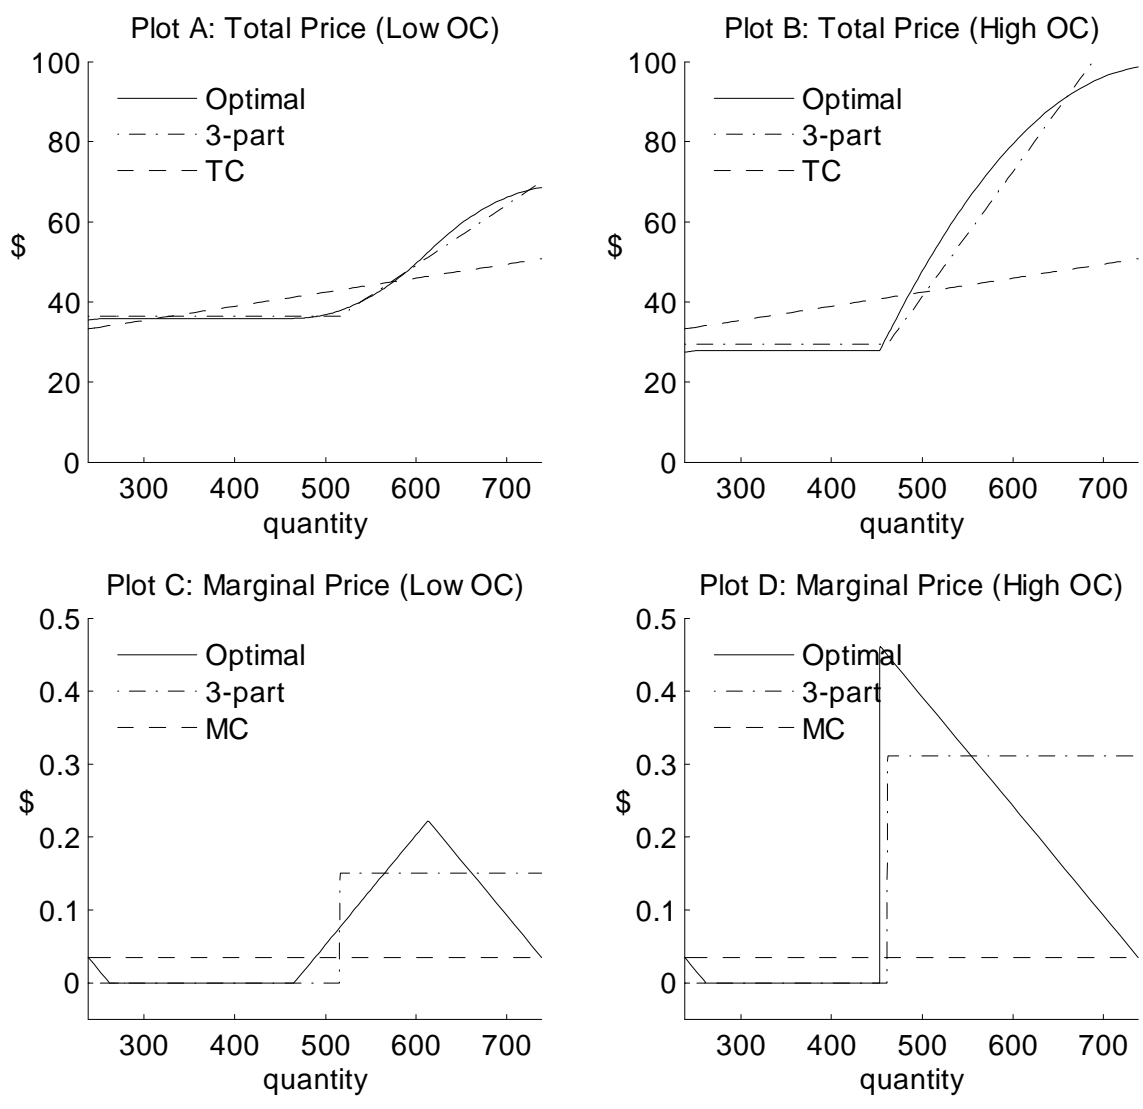 Plot A: Total Price (Low OC)
100
80
60
$
40
20
0
Optimal
3-part
TC
300 400 500 600 700
quantity
Plot B: Total Price (High OC)
100
80
60
$
40
20
0
Optimal
3-part
TC
300 400 500 600 700
quantity
Plot C: Marginal Price (Low OC)
0.5
0.4
0.3
$
0.2
0.1
0
Optimal
3-part
MC
300 400 500 600 700
quantity
Plot D: Marginal Price (High OC)
0.5
0.4
0.3
$
0.2
0.1
0
Optimal
3-part
MC
300 400 500 600 700
quantity